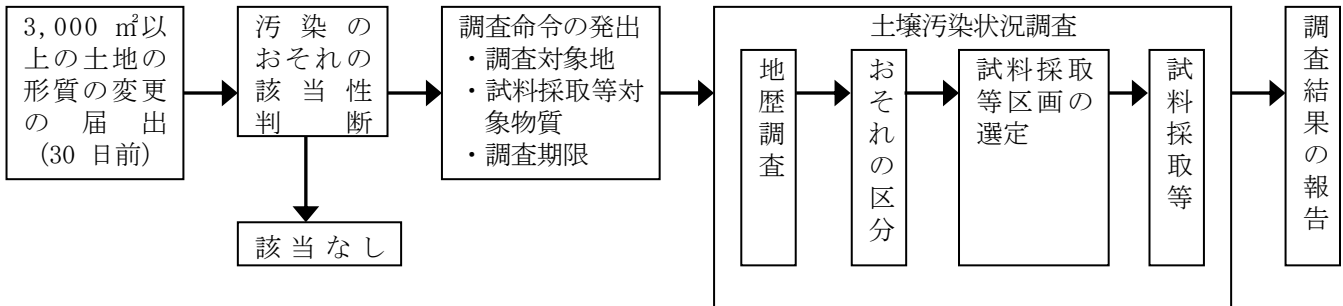 3,000 ㎡以
上の土地の
形質の変更
の届出
(30 日前)
汚染の
おそれの
該当性
判断
該当なし
調査命令の発出
・調査対象地
・試料採取等対
象物質
・調査期限
土壌汚染状況調査
地歴調査
おそれの区分
試料採取
等区画の
選定
試料採取等
調査結果の報告